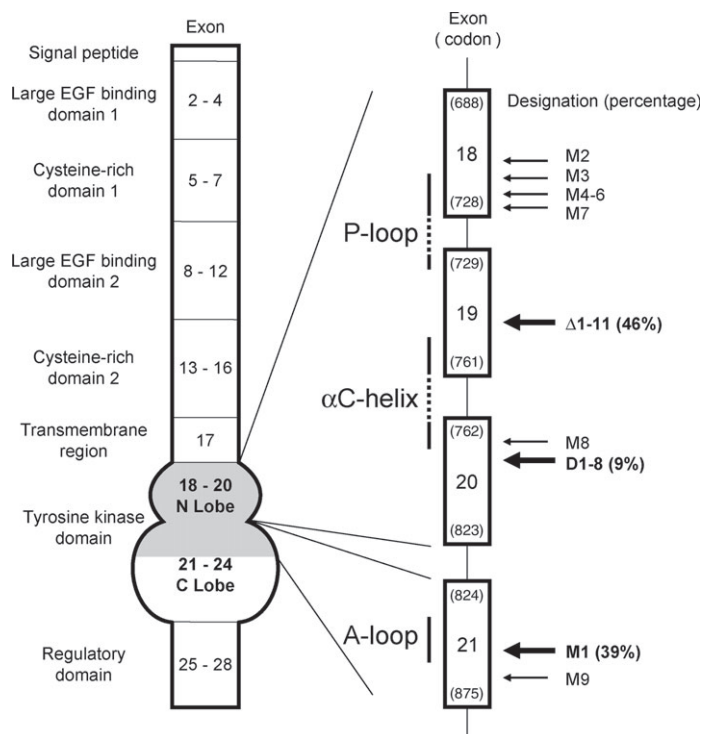 Exon
Signal peptide
Large EGF binding
domain 1
2 - 4
Cysteine-rich
domain 1
5 - 7
Large EGF binding
domain 2
8 - 12
Cysteine-rich
domain 2
13 - 16
Transmembrane
region
17
18 - 20
N Lobe
Tyrosine kinase
domain
21 - 24
C Lobe
Regulatory
domain
25 - 28
Exon
( codon)
Designation (percentage)
(688)
18
(728)
M2
M3
M4-6
M7
P-loop
(729)
19
(761)
Δ1-11 (46%)
αC-helix
(762)
20
(823)
M8
D1-8 (9%)
(824)
21
(875)
A-loop
M1 (39%)
M9